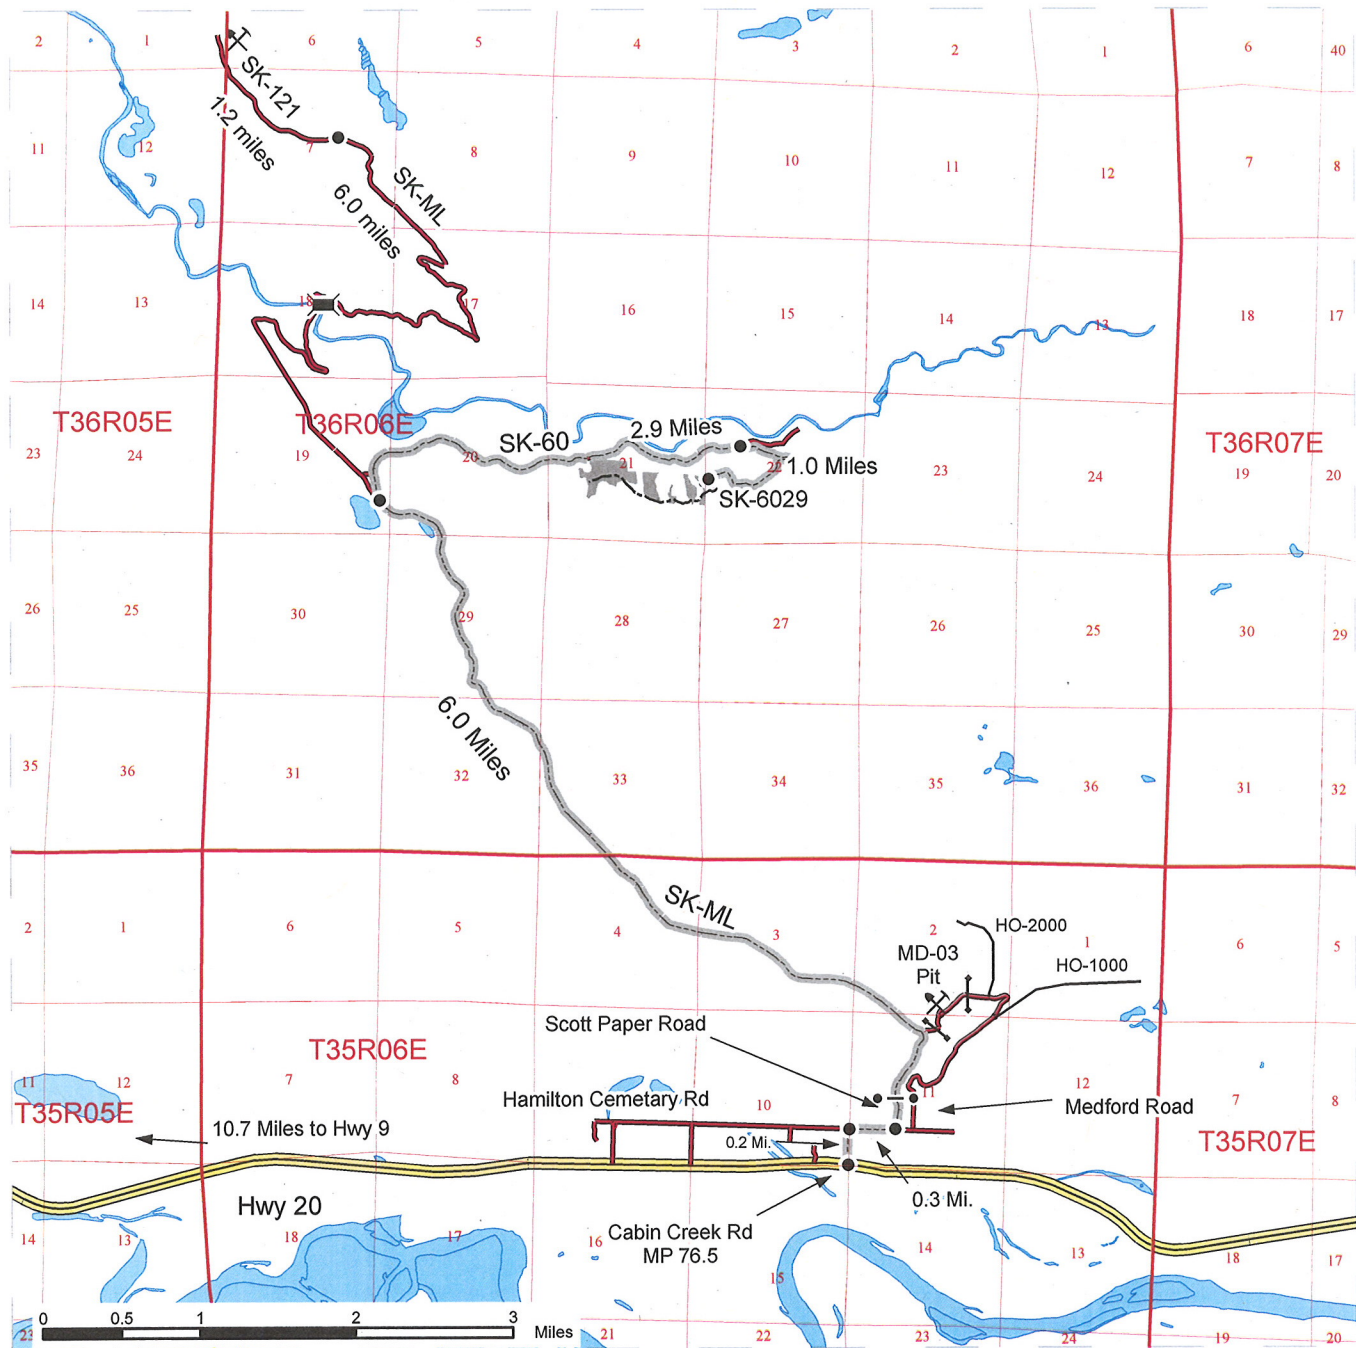 2 1 6 5 4 3 2 1 6 40
SK-121
1.2 miles
11 12 7 8 9 10 11 12 7 8
SK-ML
6.0 miles
14 13 18 17 16 15 14 13 18 17
T36R05E
T36R06E
T36R07E
SK-60
2.9 Miles
23 24 19 20 21 22 23 24 19 20
1.0 Miles
SK-6029
26 25 30 29 28 27 26 25 30 29
6.0 Miles
35 36 31 32 33 34 35 36 31 32
SK-ML
2 1 6 5 4 3 2 1 6 5
HO-2000
MD-03
Pit
HO-1000
Scott Paper Road
T35R06E
11 12 7 8 10 11 12 7 8
Hamilton Cemetary Rd
Medford Road
T35R05E
T35R07E
10.7 Miles to Hwy 9
0.2 Mi.
0.3 Mi.
Hwy 20
Cabin Creek Rd
MP 76.5
14 13 18 17 16 15 14 13 18 17
0 0.5 1 2 3
Miles
23 21 22 23 24 19 20